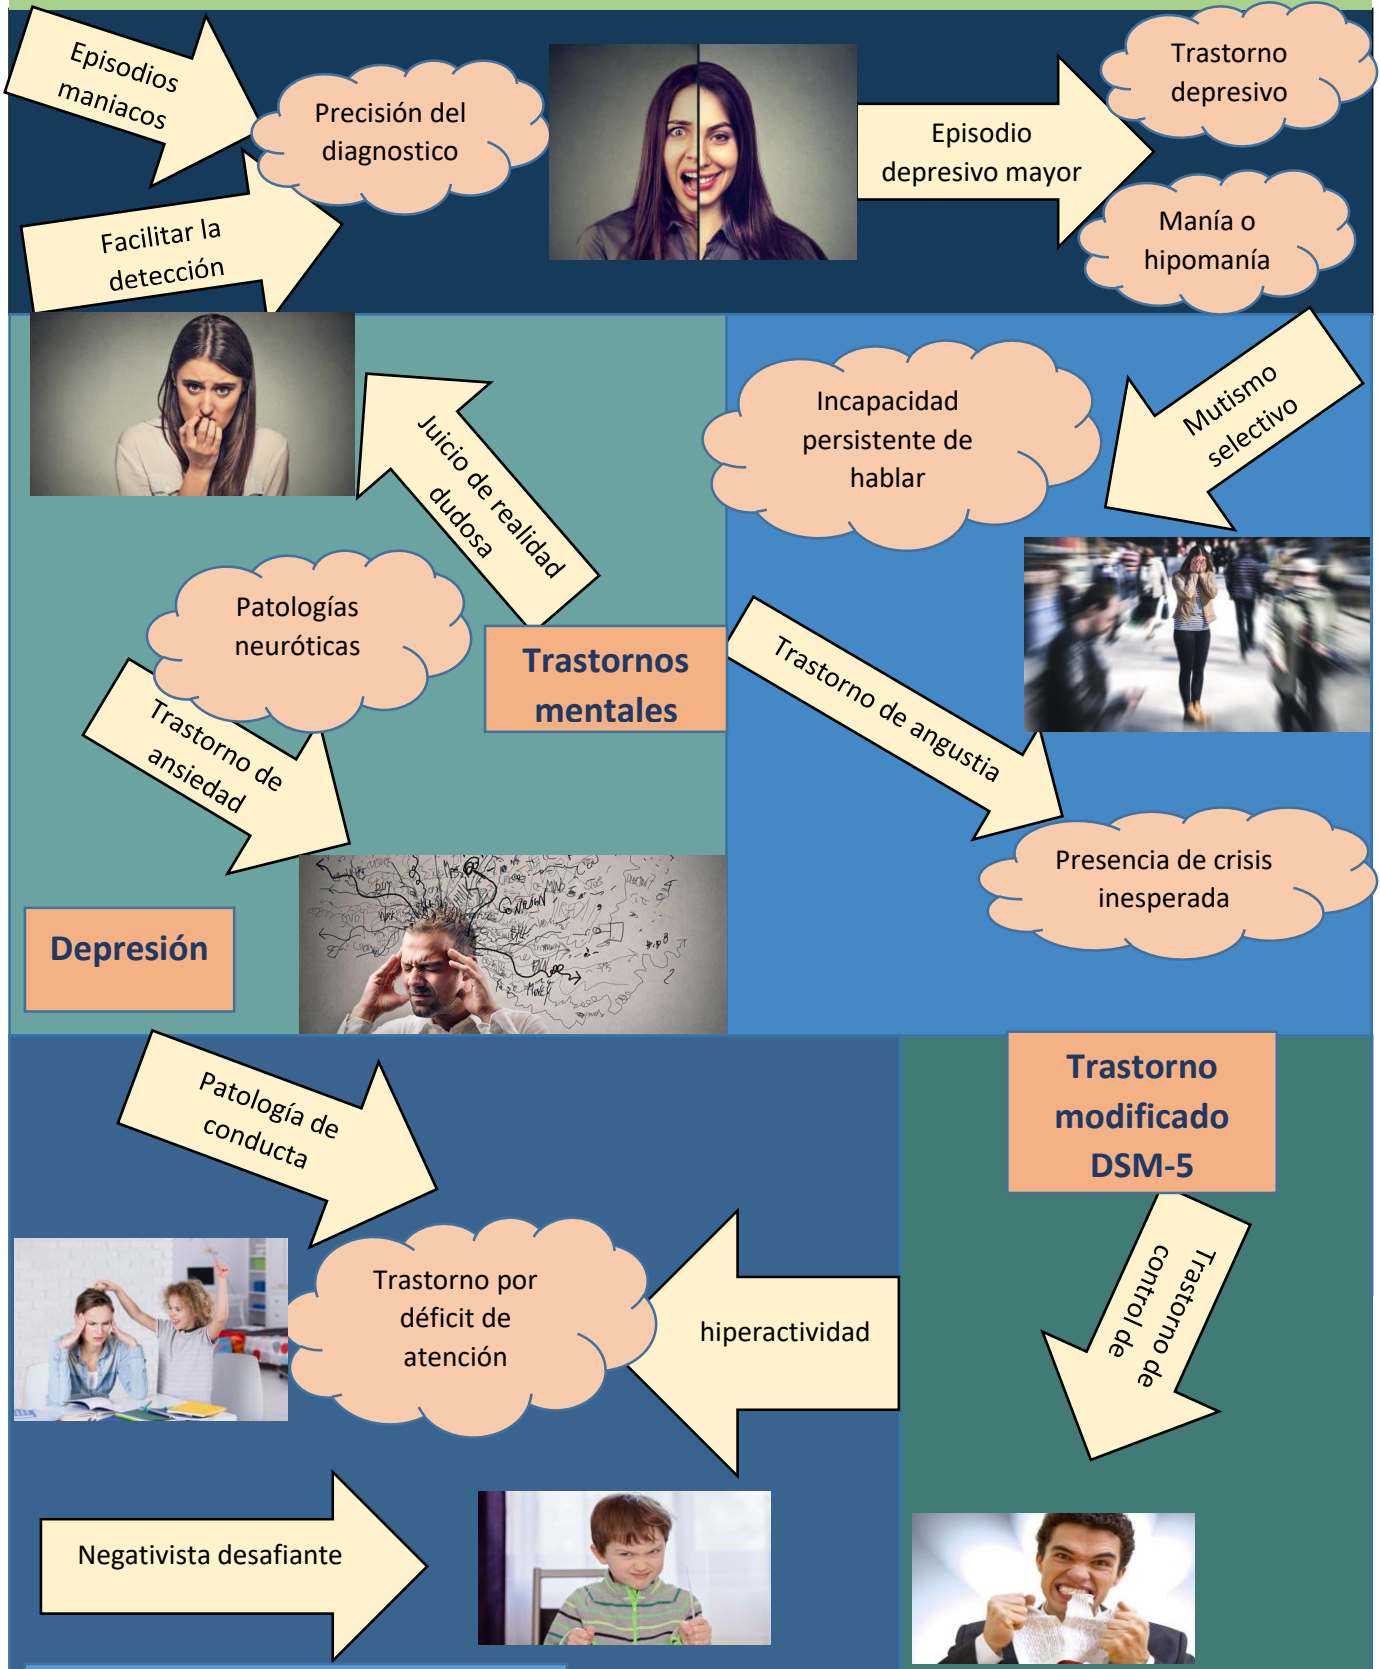 Episodios
maniacos
Precisión del
diagnostico
Episodio
depresivo mayor
Trastorno
depresivo
Facilitar la
detección
Manía o
hipomanía
Juicio de realidad
dudosa
Incapacidad
persistente de
hablar
Mutismo
selectivo
Patologías
neuróticas
Trastornos
mentales
Trastorno de angustia
Trastorno de
ansiedad
Presencia de crisis
inesperada
Depresión
Patología de
conducta
Trastorno
modificado
DSM-5
Trastorno por
déficit de
atención
hiperactividad
Trastorno de
control de
Negativista desafiante